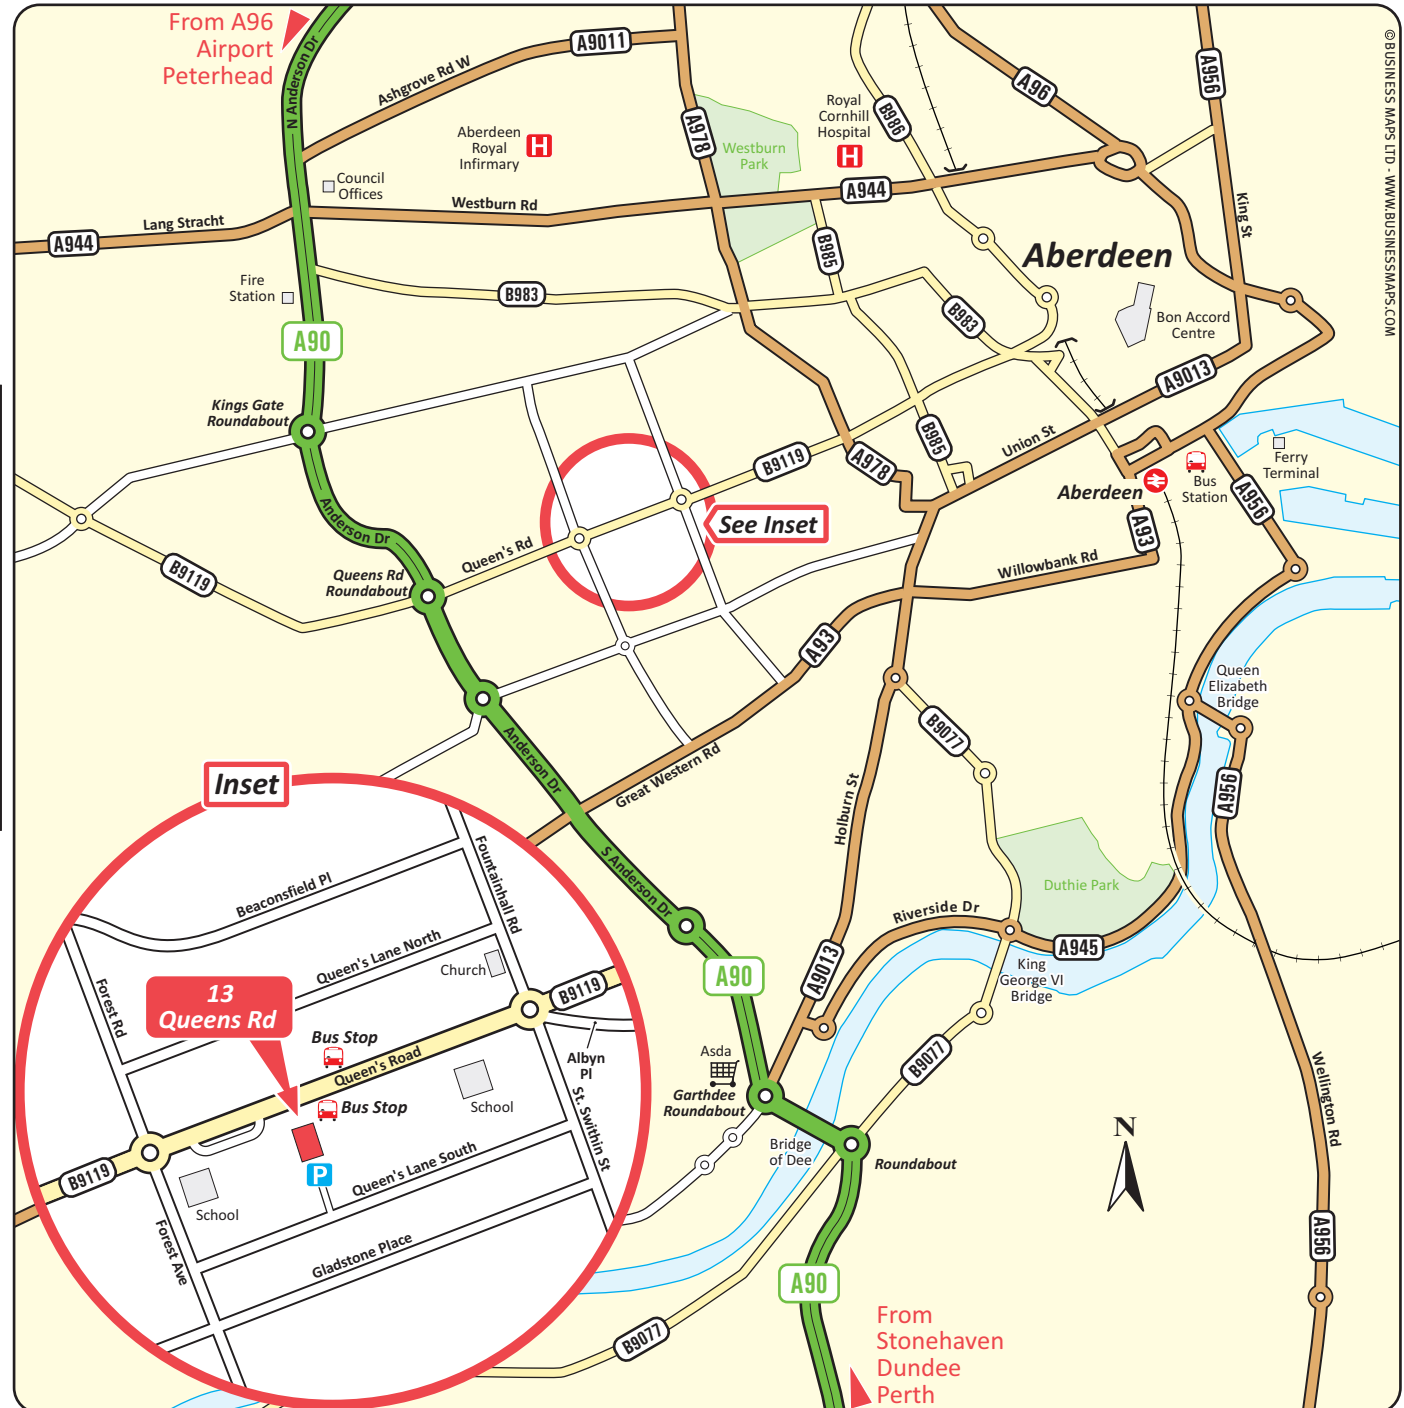 From A96
Airport
Peterhead
N Anderson Dr
Ashgrove Rd W
A9011
A978
Aberdeen
Royal
Infirmary
H
Westburn
Park
Royal
Cornhill
Hospital
H
B986
A96
A956
© BUSINESS MAPS LTD - WWW.BUSINESSMAPS.COM
Council
Offices
Westburn Rd
A944
Lang Stracht
A944
King St
B985
Aberdeen
Fire
Station
B983
B983
Bon Accord
Centre
A90
A9013
Kings Gate
Roundabout
Union St
B985
B9119
A978
Ferry
Terminal
Bus
Station
Aberdeen
A956
A93
See Inset
Anderson Dr
Queen's Rd
Willowbank Rd
B9119
Queens Rd
Roundabout
A93
Queen
Elizabeth
Bridge
B9077
Anderson Dr
Great Western Rd
Holburn St
A956
Inset
S Anderson Dr
Duthie Park
Riverside Dr
A945
King
George VI
Bridge
A90
A9013
Fountainhall Rd
Beaconsfield Pl
Queen's Lane North
Church
B9119
Forest Rd
13
Queens Rd
Bus Stop
Queen's Road
Albyn
Pl
Bus Stop
School
St. Swithin St
Queen's Lane South
P
B9119
School
Forest Ave
Gladstone Place
Asda
Garthdee
Roundabout
B9077
Bridge
of Dee
Roundabout
N
Wellington Rd
A956
A90
B9077
From
Stonehaven
Dundee
Perth